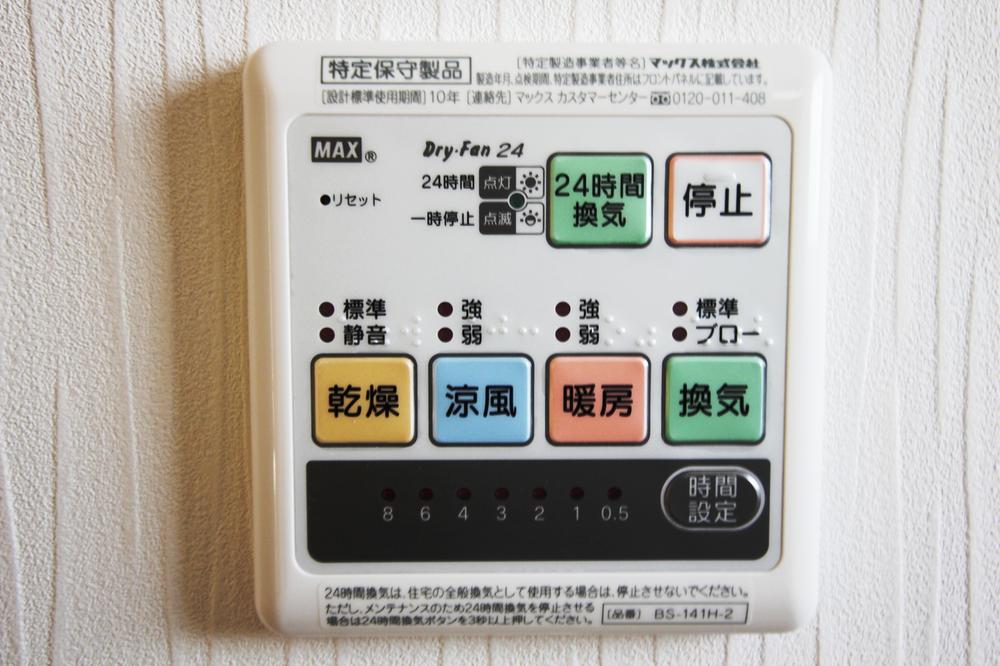 特定保守製品 [特定製造事業者等名] マックス株式会社
製造年月、点検期間、特定製造事業者住所はフロントパネルに記載しています。
[設計標準使用期間] 10年 [連絡先] マックス カスタマーセンター 0120-011-408
MAX® Dry・Fan 24
24時間 点灯
リセット
一時停止 点滅
24時間
換気
停止
標準 強 強 標準
静音 弱 弱 ブロー
乾燥 涼風 暖房 換気
8 6 4 3 2 1 0.5
時間
設定
24時間換気は、住宅の全般換気として使用する場合は、停止させないでください。
ただし、メンテナンスのため24時間換気を停止させる
場合は24時間換気ボタンを3秒以上押してください。
[品番] BS-141H-2